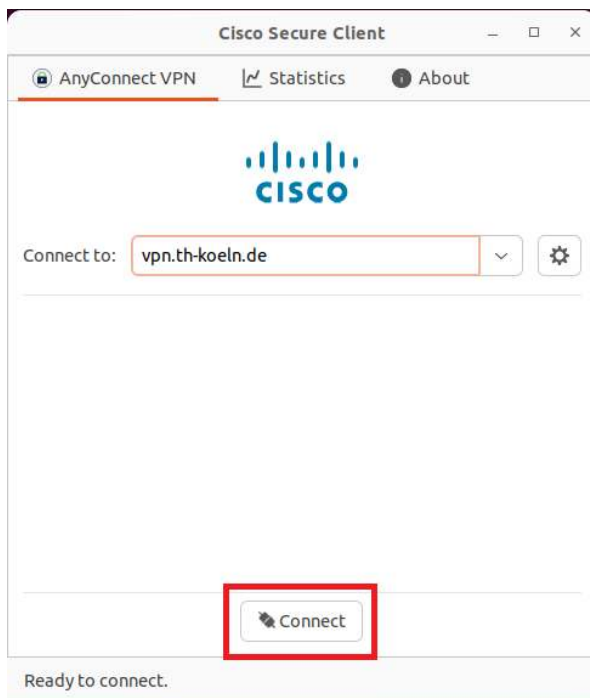 Cisco Secure Client
AnyConnect VPN Statistics About
CISCO
Connect to: vpn.th-koeln.de
Connect
Ready to connect.